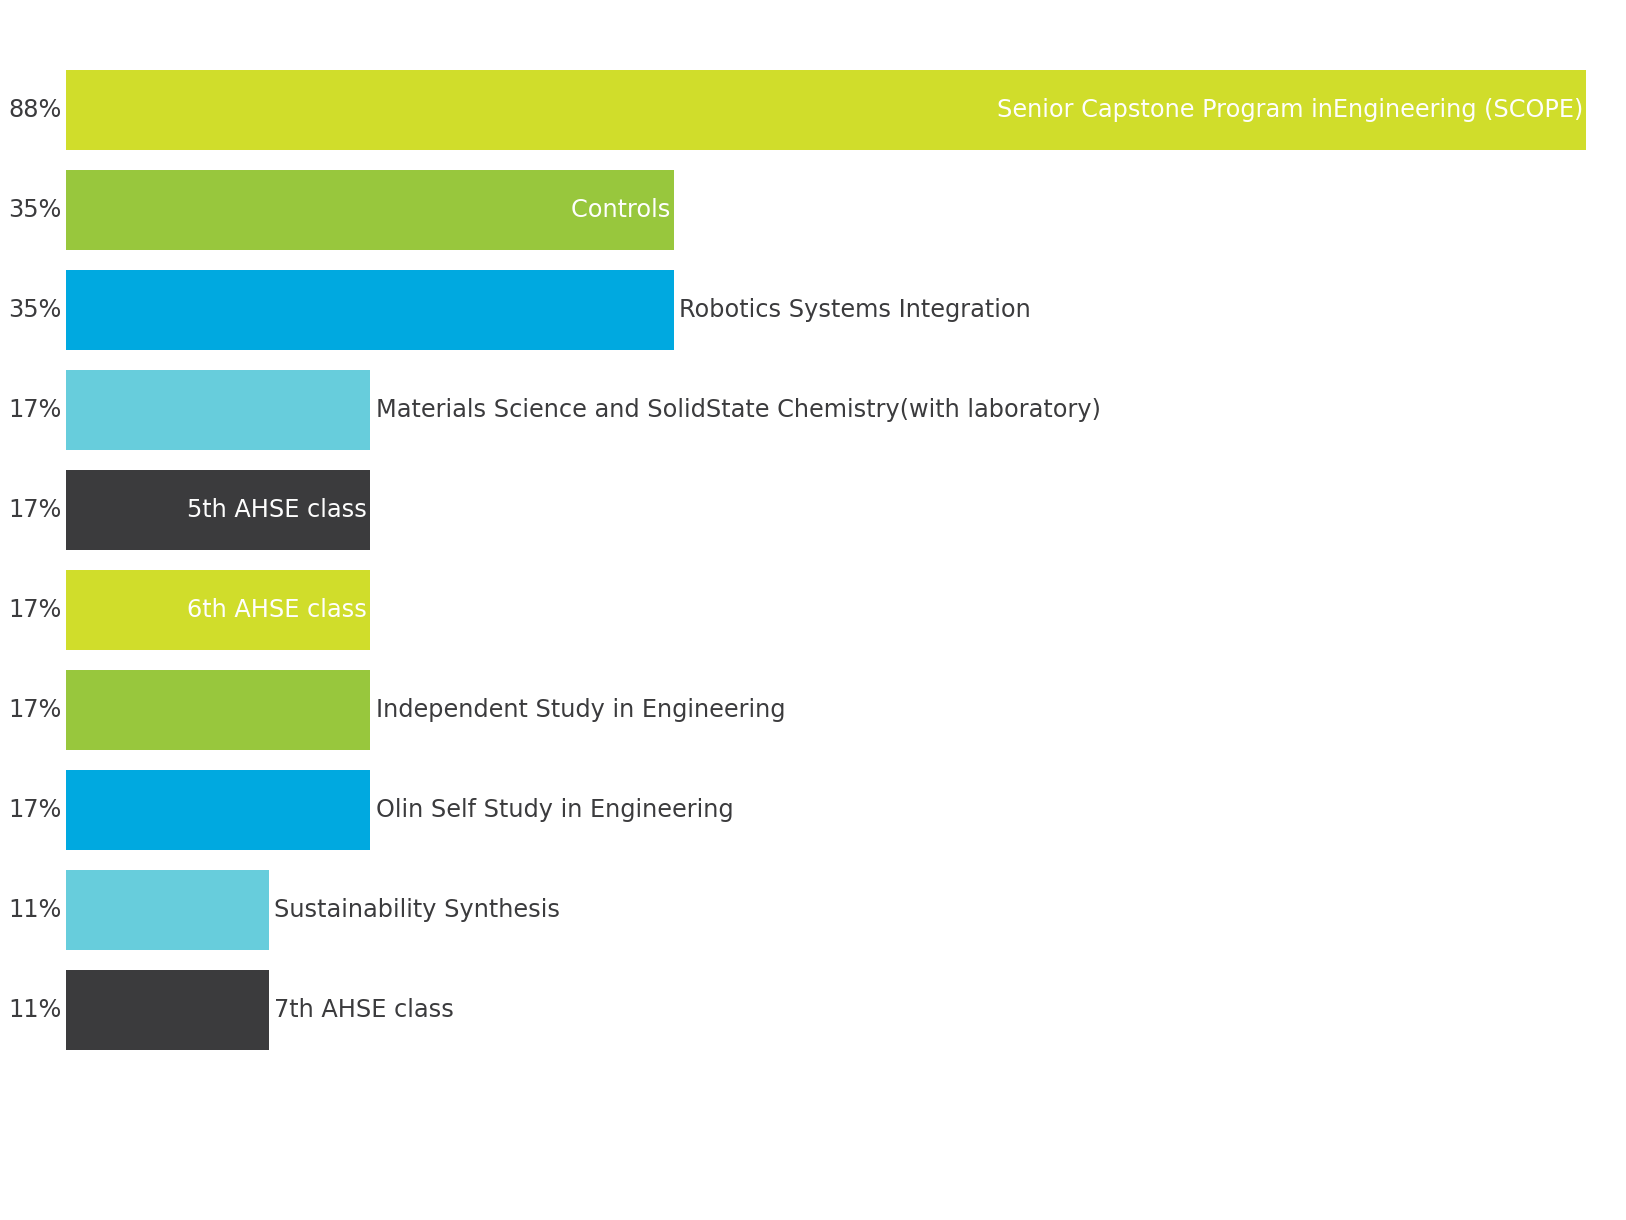 88% Senior Capstone Program inEngineering (SCOPE)
35% Controls
35% Robotics Systems Integration
17% Materials Science and SolidState Chemistry(with laboratory)
17% 5th AHSE class
17% 6th AHSE class
17% Independent Study in Engineering
17% Olin Self Study in Engineering
11% Sustainability Synthesis
11% 7th AHSE class